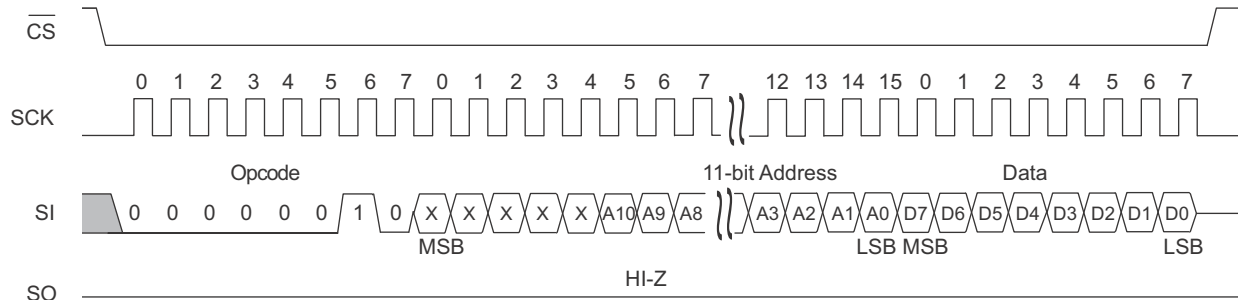 CS
0 1 2 3 4 5 6 7 0 1 2 3 4 5 6 7 12 13 14 15 0 1 2 3 4 5 6 7
SCK
Opcode 11-bit Address Data
SI 0 0 0 0 0 0 1 0 X X X X X A10 A9 A8 A3 A2 A1 A0 D7 D6 D5 D4 D3 D2 D1 D0
MSB LSB MSB LSB
HI-Z
SO